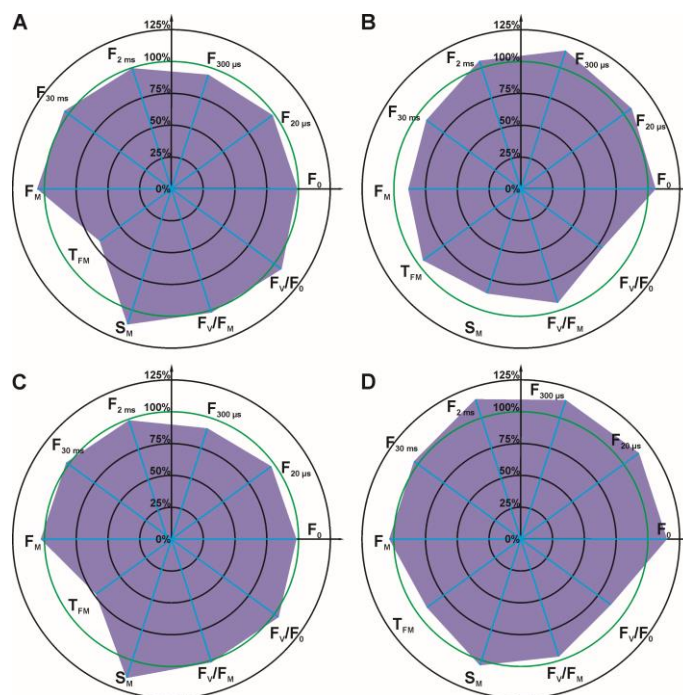 A
125%
100%
75%
50%
25%
0%
F2 ms
F300 µs
F20 µs
F30 ms
F0
FM
TFM
SM
FV/FM
FV/F0
B
125%
100%
75%
50%
25%
0%
F2 ms
F300 µs
F20 µs
F30 ms
F0
FM
TFM
SM
FV/FM
FV/F0
C
125%
100%
75%
50%
25%
0%
F2 ms
F300 µs
F20 µs
F30 ms
F0
FM
TFM
SM
FV/FM
FV/F0
D
125%
100%
75%
50%
25%
0%
F2 ms
F300 µs
F20 µs
F30 ms
F0
FM
TFM
SM
FV/FM
FV/F0